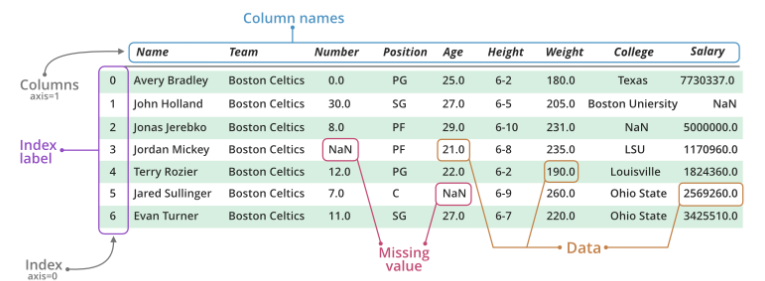 Column names
Name Team Number Position Age Height Weight College Salary
Columns
axis=1
0 Avery Bradley Boston Celtics 0.0 PG 25.0 6-2 180.0 Texas 7730337.0
1 John Holland Boston Celtics 30.0 SG 27.0 6-5 205.0 Boston Uniersity NaN
2 Jonas Jerebko Boston Celtics 8.0 PF 29.0 6-10 231.0 NaN 5000000.0
Index
label
3 Jordan Mickey Boston Celtics NaN PF 21.0 6-8 235.0 LSU 1170960.0
4 Terry Rozier Boston Celtics 12.0 PG 22.0 6-2 190.0 Louisville 1824360.0
5 Jared Sullinger Boston Celtics 7.0 C NaN 6-9 260.0 Ohio State 2569260.0
6 Evan Turner Boston Celtics 11.0 SG 27.0 6-7 220.0 Ohio State 3425510.0
Missing
value
Data
Index
axis=0